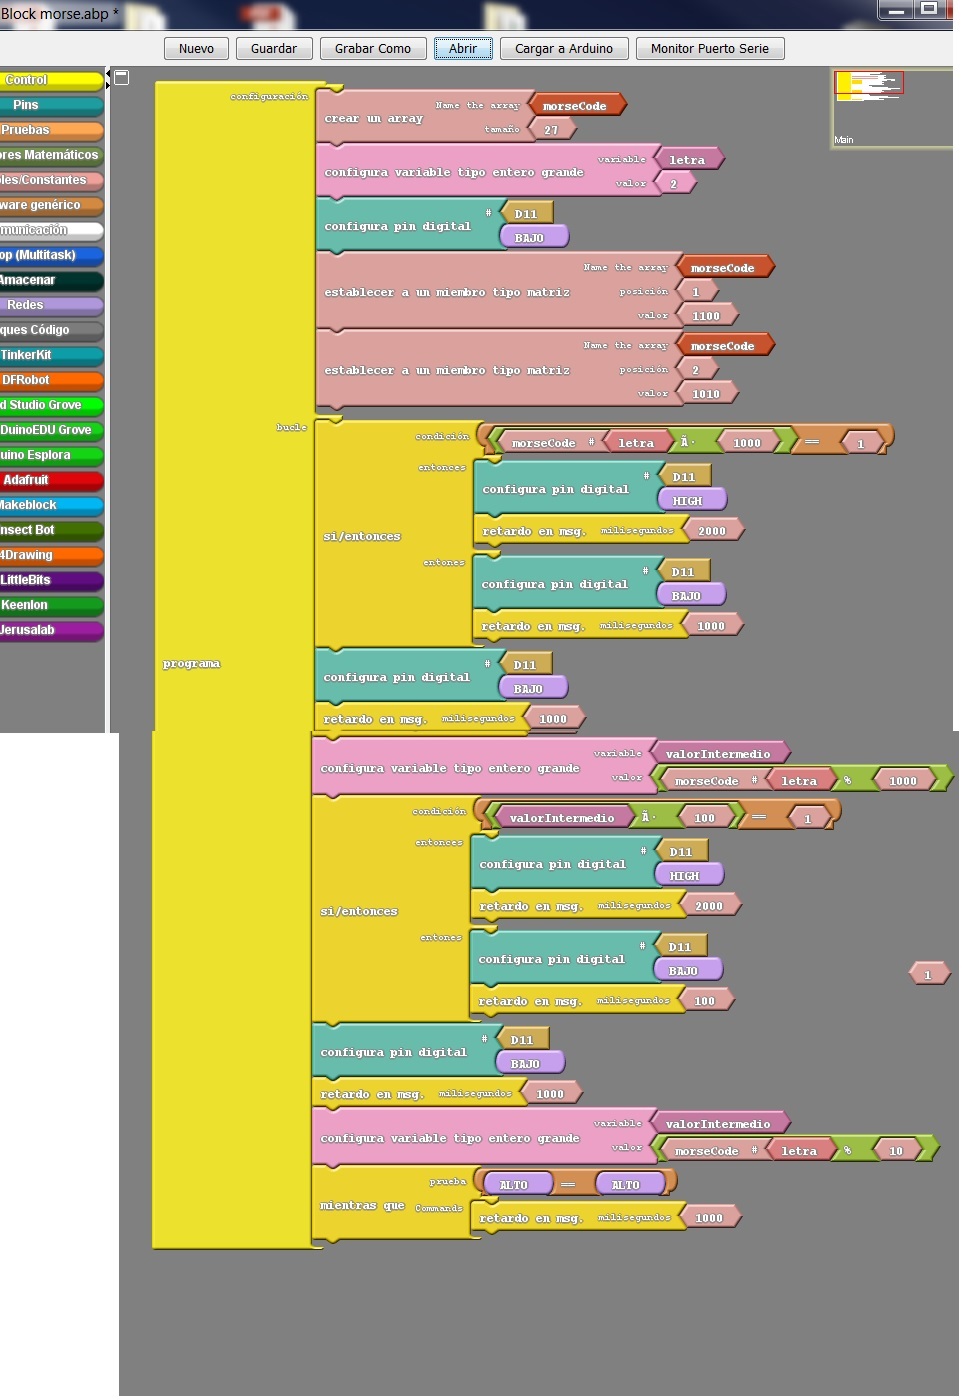 Block morse.abp *
Nuevo
Guardar
Grabar Como
Abrir
Cargar a Arduino
Monitor Puerto Serie
Control
Pins
Pruebas
ores Matemáticos
les/Constantes
ware genérico
municación
op (Multitask)
Amacenar
Redes
ques Código
TinkerKit
DFRobot
d Studio Grove
DuinoEDU Grove
uino Esplora
Adafruit
Makeblock
nsect Bot
4Drawing
LittleBits
Keenlon
Jerusalab
Main
programa
configuración
crear un array
Name the array morseCode
tamaño 27
configura variable tipo entero grande
variable letra
valor 2
configura pin digital
# D11
BAJO
establecer a un miembro tipo matriz
Name the array morseCode
posición 1
valor 1100
establecer a un miembro tipo matriz
Name the array morseCode
posición 2
valor 1010
bucle
si/entonces
condición morseCode # letra Ã· 1000 == 1
entonces
configura pin digital
# D11
HIGH
retardo en msg. milisegundos 2000
entones
configura pin digital
# D11
BAJO
retardo en msg. milisegundos 1000
configura pin digital
# D11
BAJO
retardo en msg. milisegundos 1000
configura variable tipo entero grande
variable valorIntermedio
valor morseCode # letra % 1000
si/entonces
condición valorIntermedio Ã· 100 == 1
entonces
configura pin digital
# D11
HIGH
retardo en msg. milisegundos 2000
entones
configura pin digital
# D11
BAJO
retardo en msg. milisegundos 100
1
configura pin digital
# D11
BAJO
retardo en msg. milisegundos 1000
configura variable tipo entero grande
variable valorIntermedio
valor morseCode # letra % 10
mientras que
prueba ALTO == ALTO
Commands
retardo en msg. milisegundos 1000